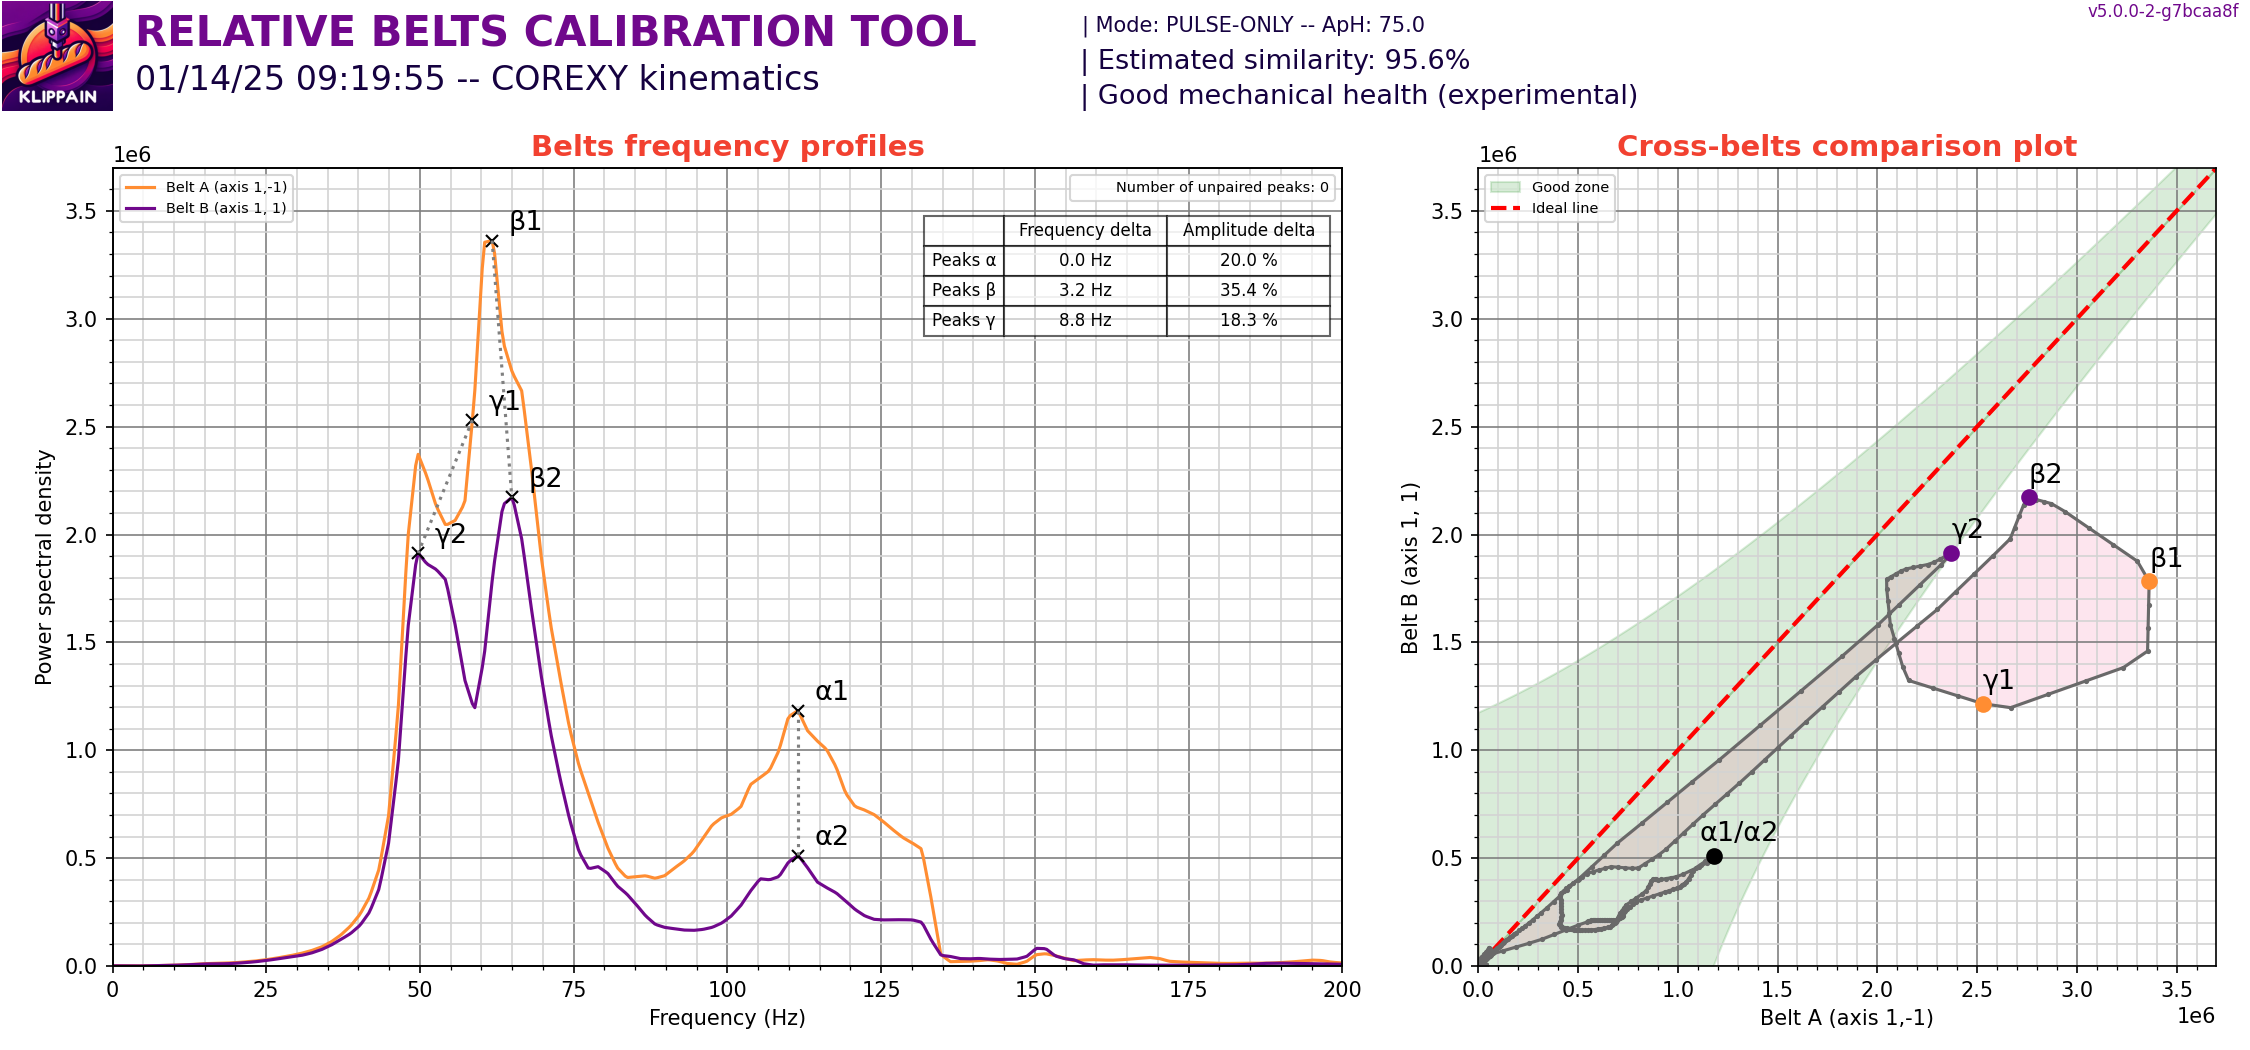 KLIPPAIN
RELATIVE BELTS CALIBRATION TOOL
01/14/25 09:19:55 -- COREXY kinematics
| Mode: PULSE-ONLY -- ApH: 75.0
| Estimated similarity: 95.6%
| Good mechanical health (experimental)
v5.0.0-2-g7bcaa8f
Belts frequency profiles
1e6
Belt A (axis 1,-1)
Belt B (axis 1, 1)
Number of unpaired peaks: 0
Frequency delta Amplitude delta
Peaks α 0.0 Hz 20.0 %
Peaks β 3.2 Hz 35.4 %
Peaks γ 8.8 Hz 18.3 %
β1
γ1
β2
γ2
α1
α2
Power spectral density
3.5
3.0
2.5
2.0
1.5
1.0
0.5
0.0
0 25 50 75 100 125 150 175 200
Frequency (Hz)
Cross-belts comparison plot
1e6
Good zone
Ideal line
β2
γ2
β1
γ1
α1/α2
Belt B (axis 1, 1)
3.5
3.0
2.5
2.0
1.5
1.0
0.5
0.0
0.0 0.5 1.0 1.5 2.0 2.5 3.0 3.5
Belt A (axis 1,-1)
1e6